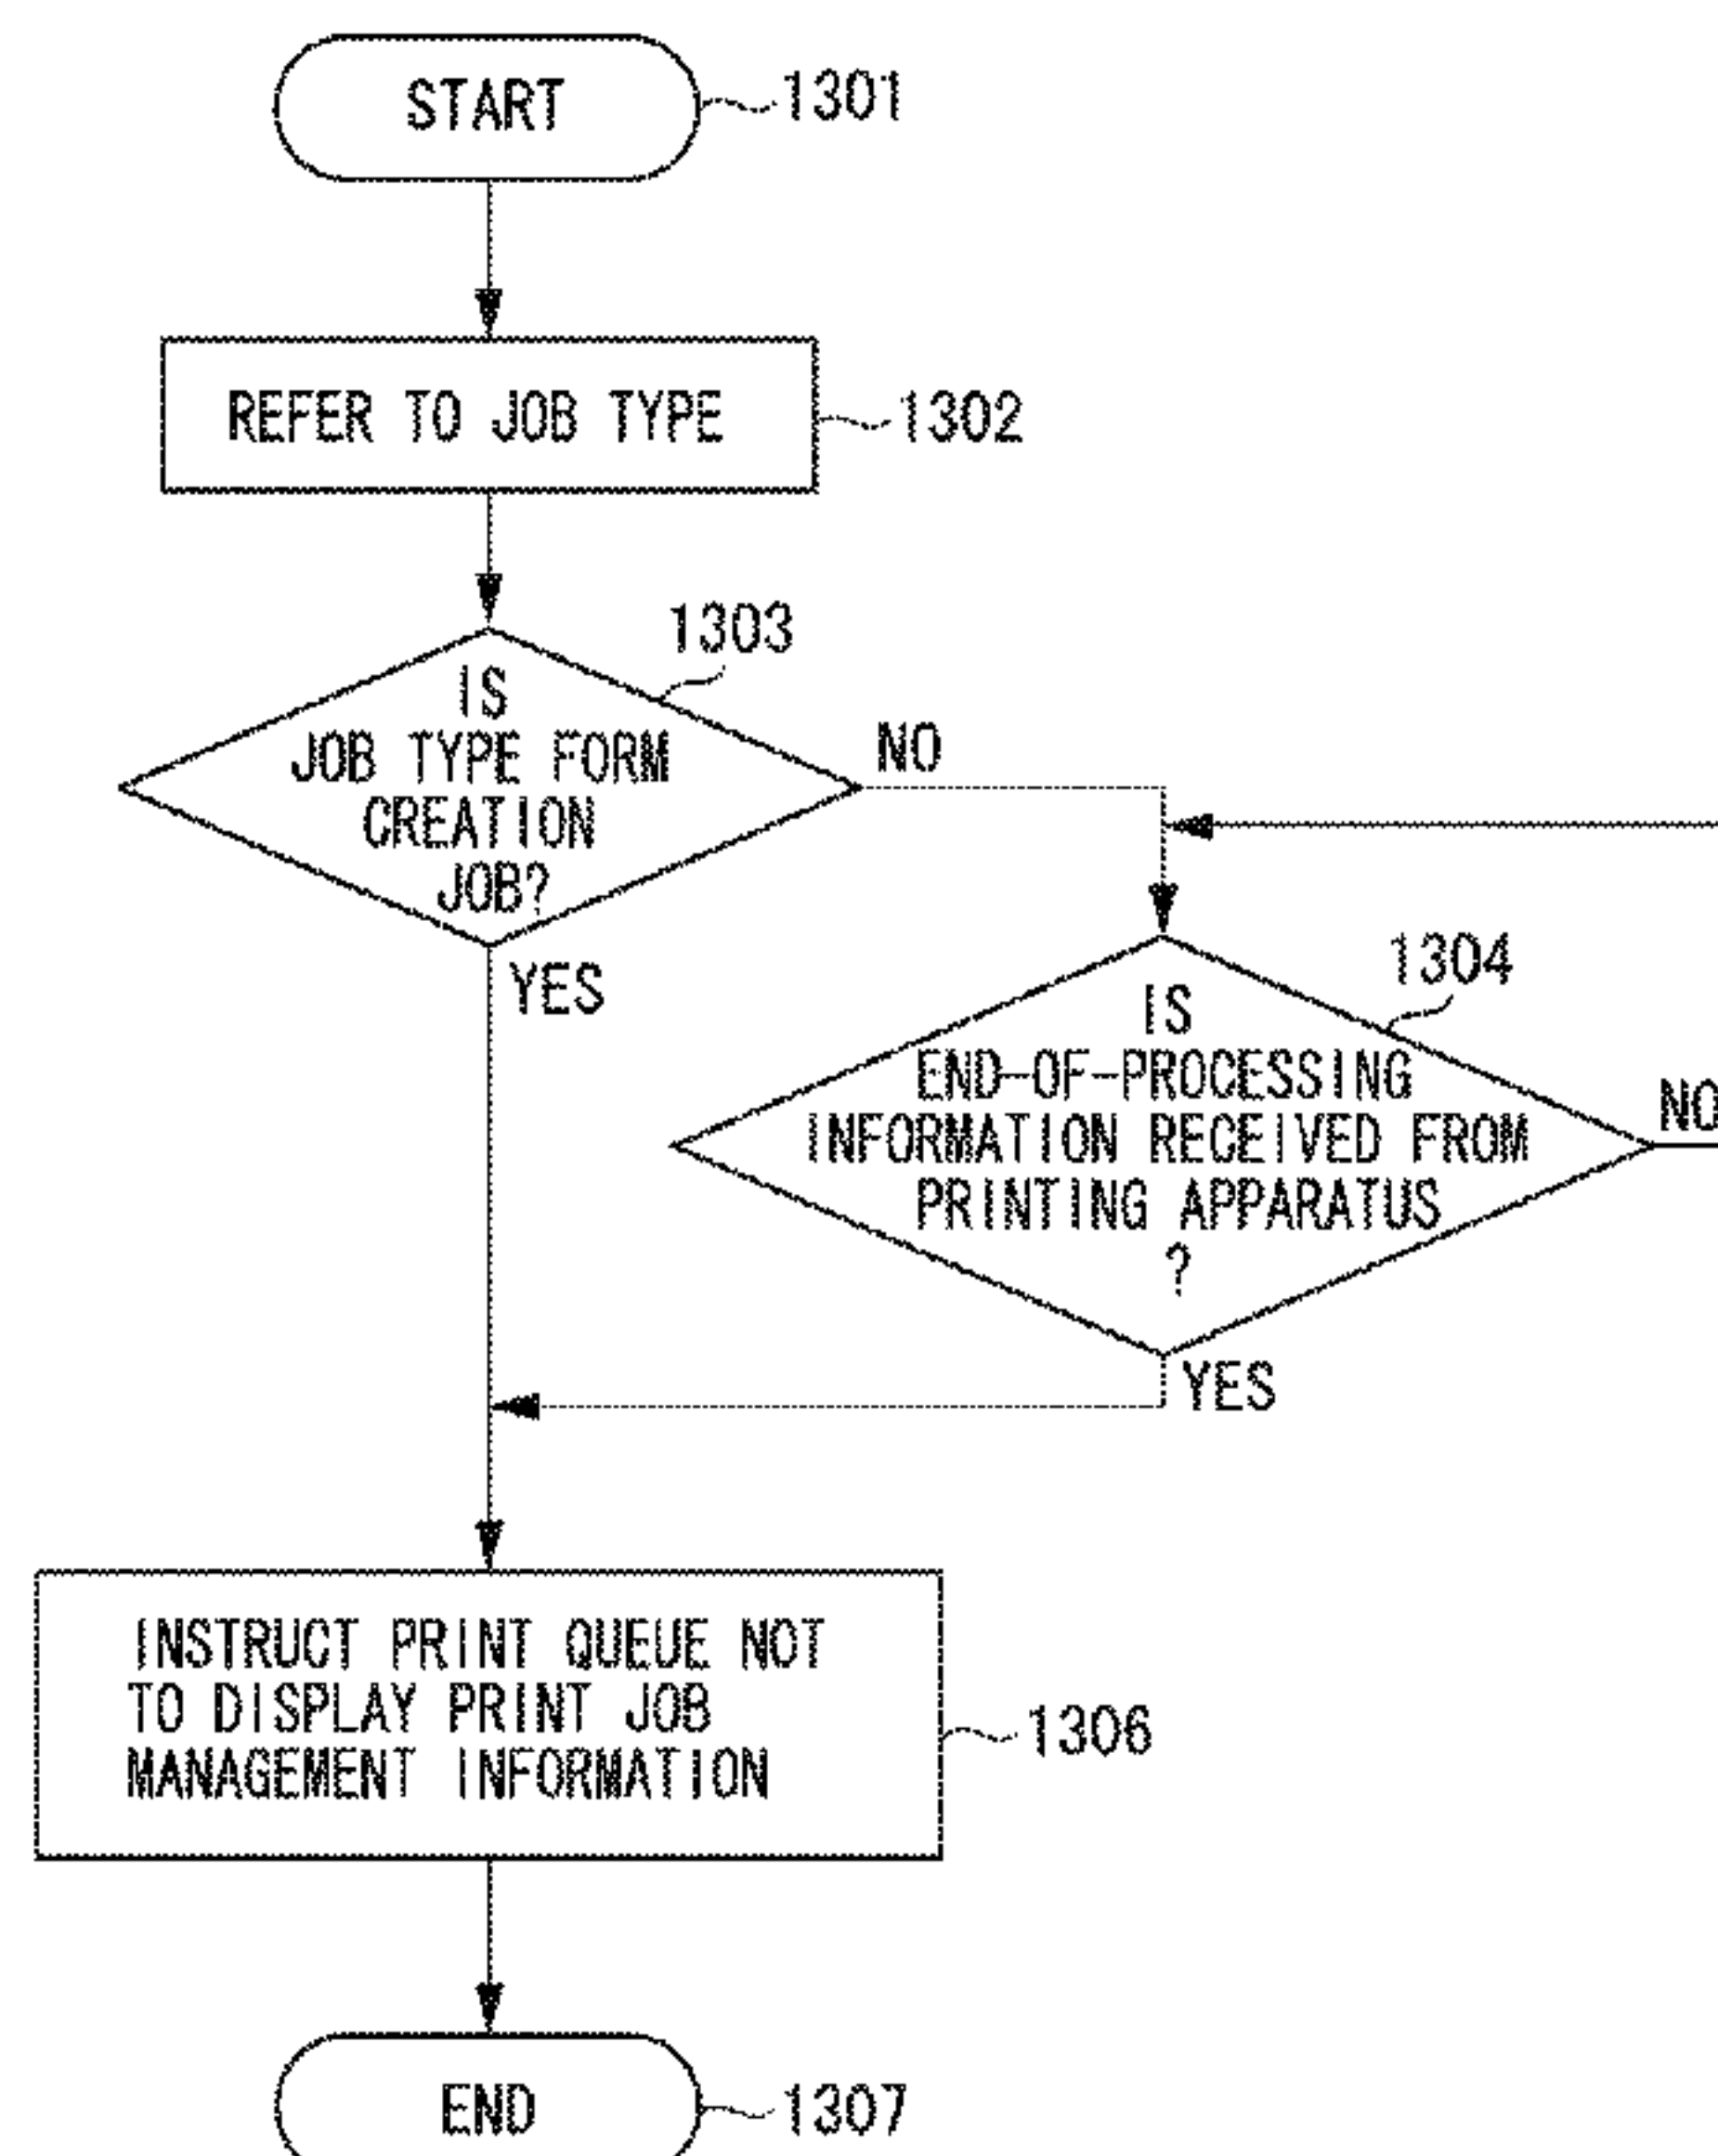 START
1301
REFER TO JOB TYPE
1302
1303
IS
JOB TYPE FORM
CREATION
JOB?
NO
YES
1304
IS
END-OF-PROCESSING
INFORMATION RECEIVED FROM
PRINTING APPARATUS
?
NO
YES
INSTRUCT PRINT QUEUE NOT
TO DISPLAY PRINT JOB
MANAGEMENT INFORMATION
1306
END
1307